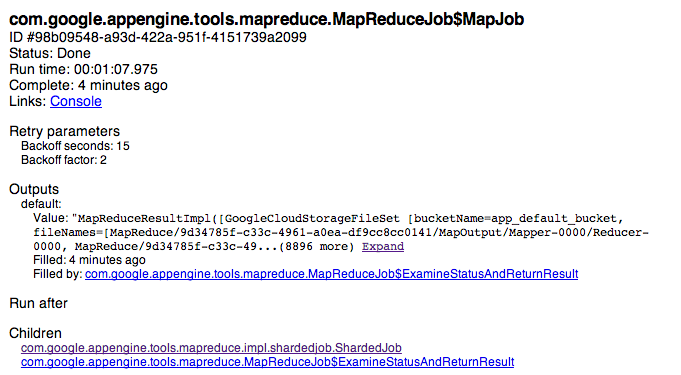 com.google.appengine.tools.mapreduce.MapReduceJob$MapJob
ID #98b09548-a93d-422a-951f-4151739a2099
Status: Done
Run time: 00:01:07.975
Complete: 4 minutes ago
Links: Console
Retry parameters
Backoff seconds: 15
Backoff factor: 2
Outputs
default:
Value: "MapReduceResultImpl([GoogleCloudStorageFileSet [bucketName=app_default_bucket,
fileNames=[MapReduce/9d34785f-c33c-4961-a0ea-df9cc8cc0141/MapOutput/Mapper-0000/Reducer-
0000, MapReduce/9d34785f-c33c-49...(8896 more) Expand
Filled: 4 minutes ago
Filled by: com.google.appengine.tools.mapreduce.MapReduceJob$ExamineStatusAndReturnResult
Run after
Children
com.google.appengine.tools.mapreduce.impl.shardedjob.ShardedJob
com.google.appengine.tools.mapreduce.MapReduceJob$ExamineStatusAndReturnResult